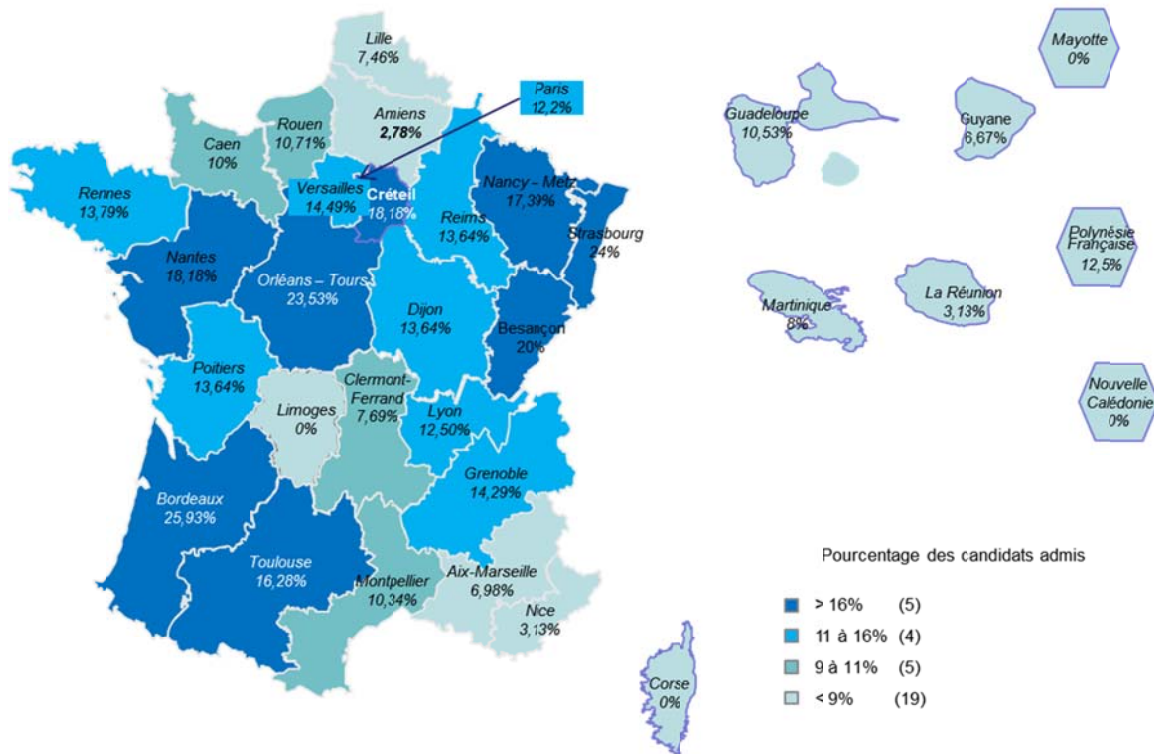 Lille
7,46%
Mayotte
0%
Paris
12,2%
Amiens
2,78%
Rouen
10,71%
Caen
10%
Guadeloupe
10,53%
Guyane
6,67%
Rennes
13,79%
Versailles
14,49%
Créteil
18,18%
Nancy – Metz
17,39%
Reims
13,64%
Strasbourg
24%
Nantes
18,18%
Orléans – Tours
23,53%
Polynésie
Française
12,5%
Dijon
13,64%
Besançon
20%
Martinique
8%
La Réunion
3,13%
Poitiers
13,64%
Clermont-
Ferrand
7,69%
Limoges
0%
Lyon
12,50%
Nouvelle
Calédonie
0%
Grenoble
14,29%
Bordeaux
25,93%
Toulouse
16,28%
Montpellier
10,34%
Aix-Marseille
6,98%
Nice
3,13%
Corse
0%
Pourcentage des candidats admis
> 16% (5)
11 à 16% (4)
9 à 11% (5)
< 9% (19)